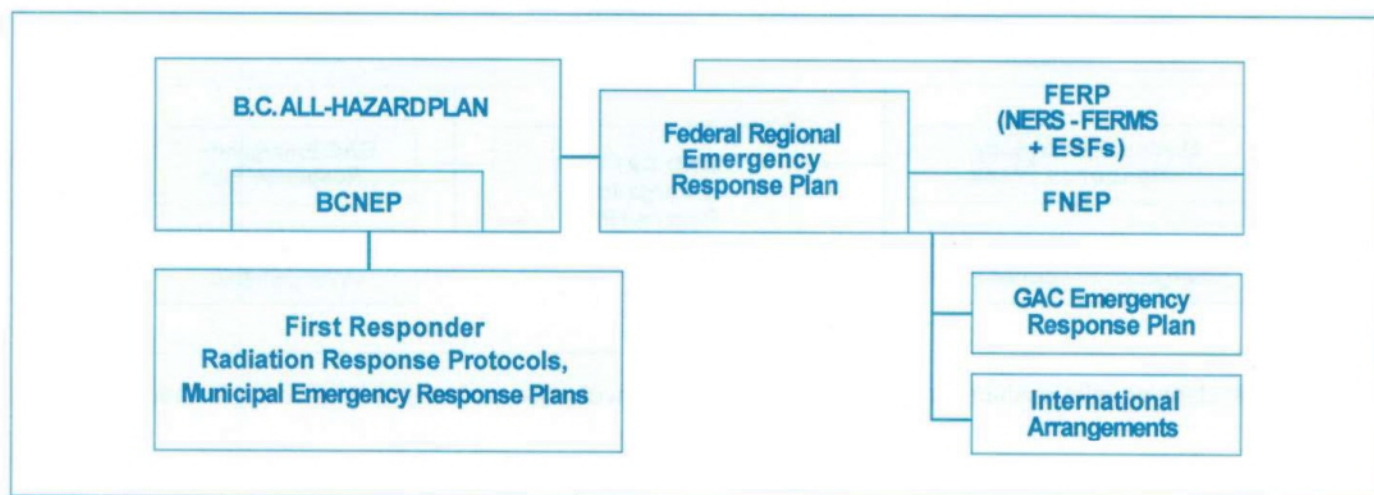 B.C. ALL-HAZARD PLAN
BCNEP
First Responder
Radiation Response Protocols,
Municipal Emergency Response Plans
Federal Regional
Emergency
Response Plan
FERP
(NERS - FERMS
+ ESFs)
FNEP
GAC Emergency
Response Plan
International
Arrangements